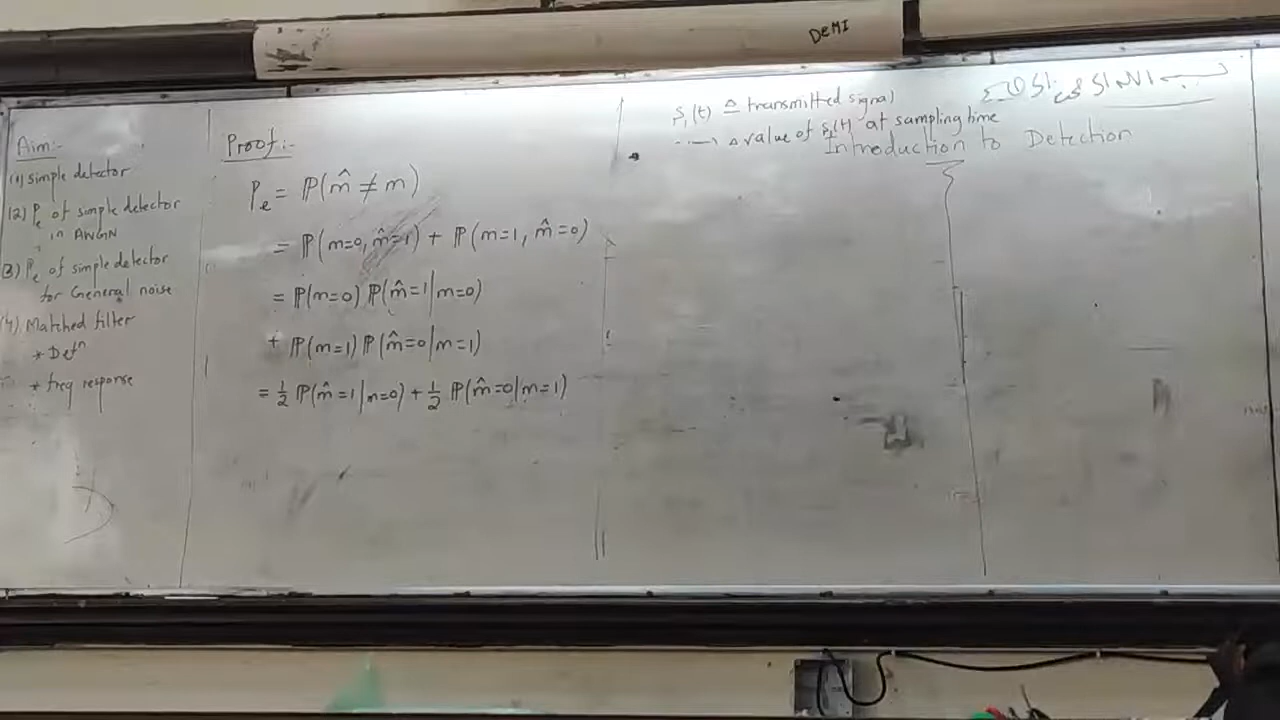 DeMI
Aim:-
(1) simple detector
(2) Pe of simple detector
in AWGN
(3) Pe of simple detector
for General noise
(4) Matched filter
* Defⁿ
* freq response
Proof:-
Pe = ℙ(m̂ ≠ m)
= ℙ(m=0, m̂=1) + ℙ(m=1, m̂=0)
= ℙ(m=0) ℙ(m̂=1|m=0)
+ ℙ(m=1) ℙ(m̂=0|m=1)
= 1/2 ℙ(m̂=1|m=0) + 1/2 ℙ(m̂=0|m=1)
(t) ≜ transmitted signal
≜ value of at sampling time
Introduction to Detection